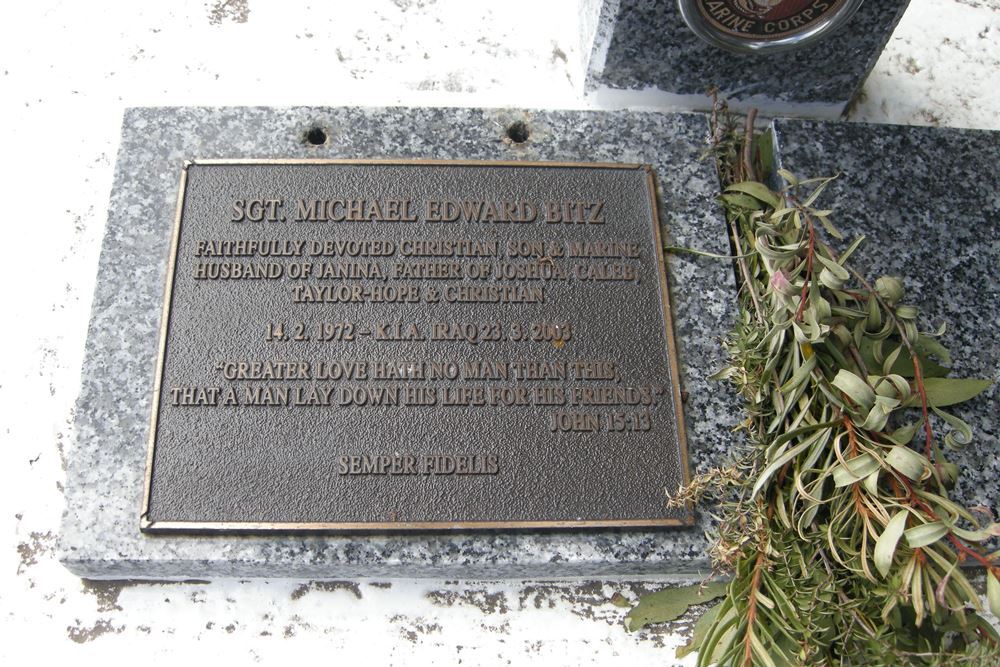 MARINE CORPS
SGT. MICHAEL EDWARD BITZ
FAITHFULLY DEVOTED CHRISTIAN, SON & MARINE
HUSBAND OF JANINA, FATHER OF JOSHUA, CALEB,
TAYLOR-HOPE & CHRISTIAN
14. 2. 1972 – K.I.A. IRAQ 23. 3. 2003
“GREATER LOVE HATH NO MAN THAN THIS,
THAT A MAN LAY DOWN HIS LIFE FOR HIS FRIENDS.”
JOHN 15:13
SEMPER FIDELIS